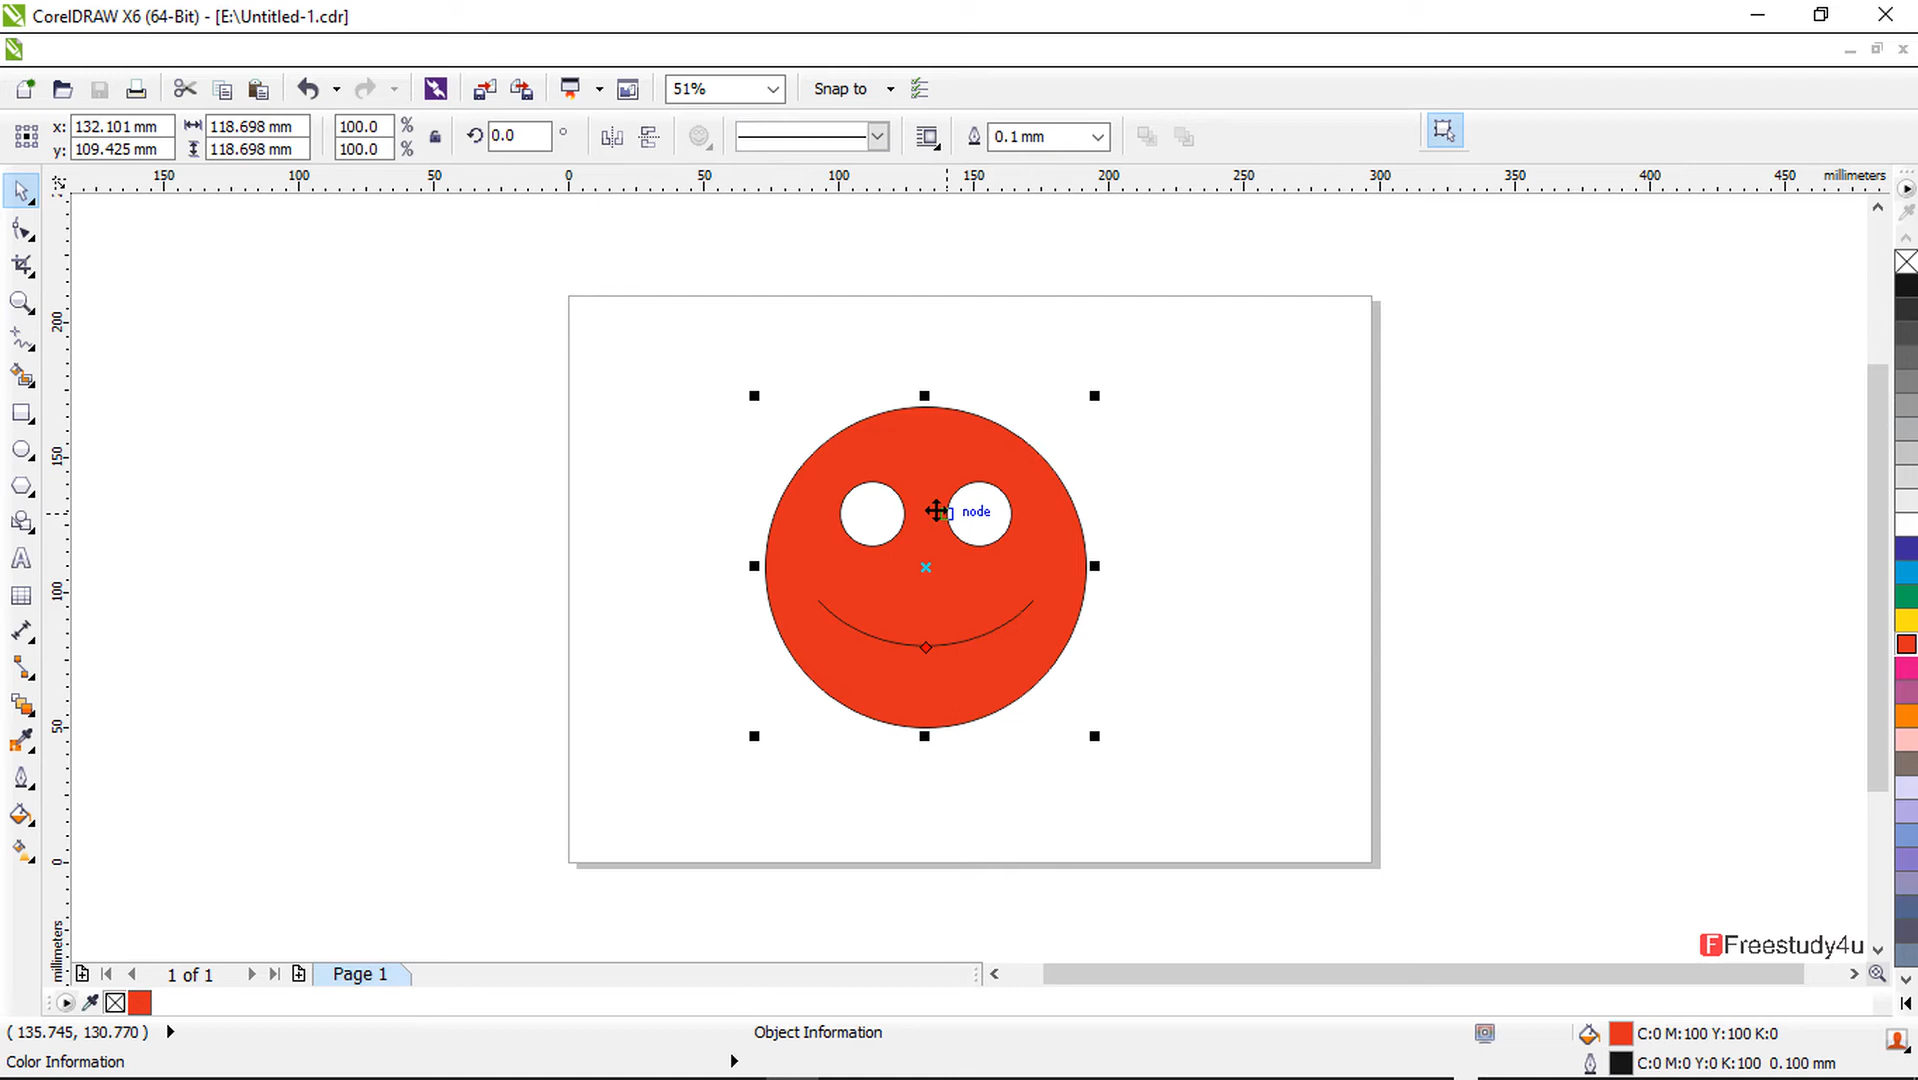 CorelDRAW X6 (64-Bit) - [E:\Untitled-1.cdr]
51%
Snap to
x: 132.101 mm 118.698 mm 100.0 %
y: 109.425 mm 118.698 mm 100.0 %
0.0 °
0.1 mm
150 100 50 0 50 100 150 200 250 300 350 400 450 millimeters
200
150
100
50
0
millimeters
node
Freestudy4u
1 of 1
Page 1
( 135.745, 130.770 )
Object Information
C:0 M:100 Y:100 K:0
Color Information
C:0 M:0 Y:0 K:100 0.100 mm